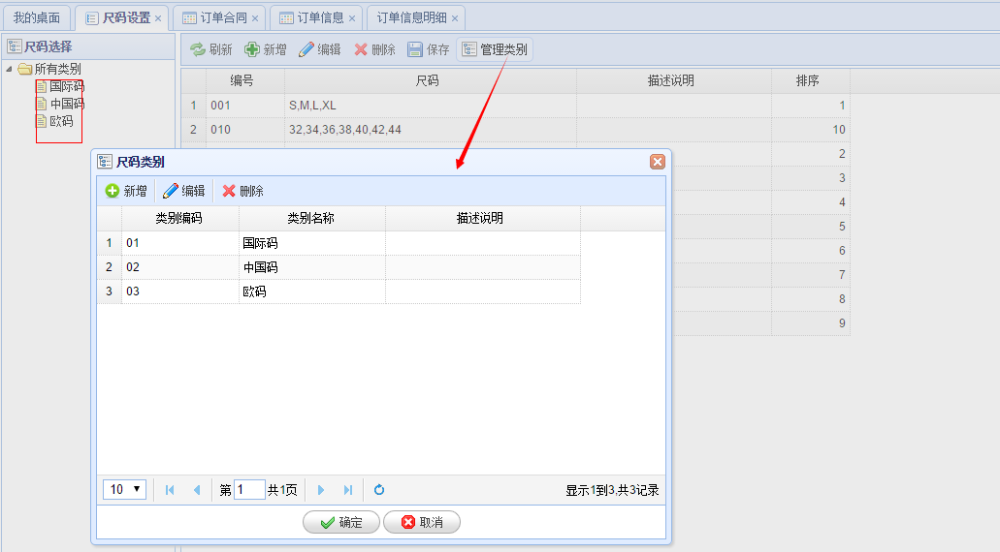 我的桌面 尺码设置 × 订单合同 × 订单信息 × 订单信息明细 ×
尺码选择
所有类别
国际码
中国码
欧码
刷新 新增 编辑 删除 保存 管理类别
编号 尺码 描述说明 排序
1 001 S,M,L,XL 1
2 010 32,34,36,38,40,42,44 10
2
3
4
5
6
7
8
9
尺码类别
新增 编辑 删除
类别编码 类别名称 描述说明
1 01 国际码
2 02 中国码
3 03 欧码
10 第 1 共1页 显示1到3,共3记录
确定 取消